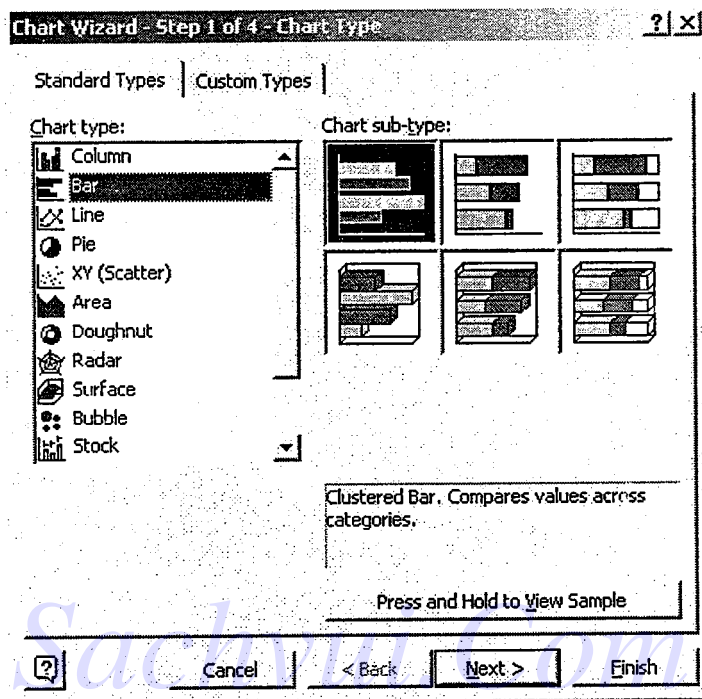 Chart Wizard - Step 1 of 4 - Chart Type
Standard Types Custom Types
Chart type:
Column
Bar
Line
Pie
XY (Scatter)
Area
Doughnut
Radar
Surface
Bubble
Stock
Chart sub-type:
Clustered Bar. Compares values across
categories.
Press and Hold to View Sample
Cancel < Back Next > Finish
Sachvui.Com